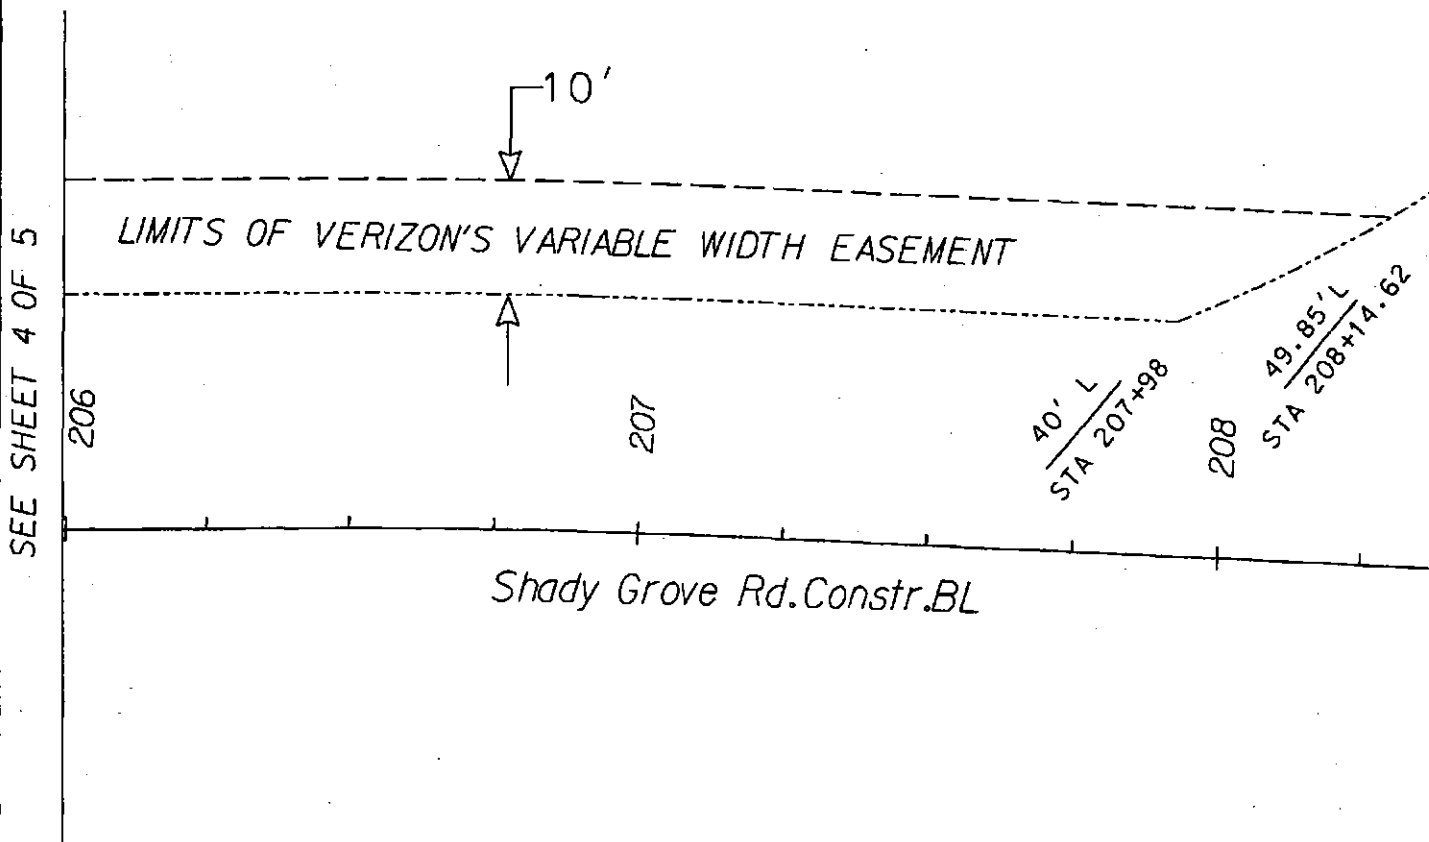 10'
LIMITS OF VERIZON'S VARIABLE WIDTH EASEMENT
SEE SHEET 4 OF 5
206
207
40' L
STA 207+98
208
49.85' L
STA 208+14.62
Shady Grove Rd.Constr.BL